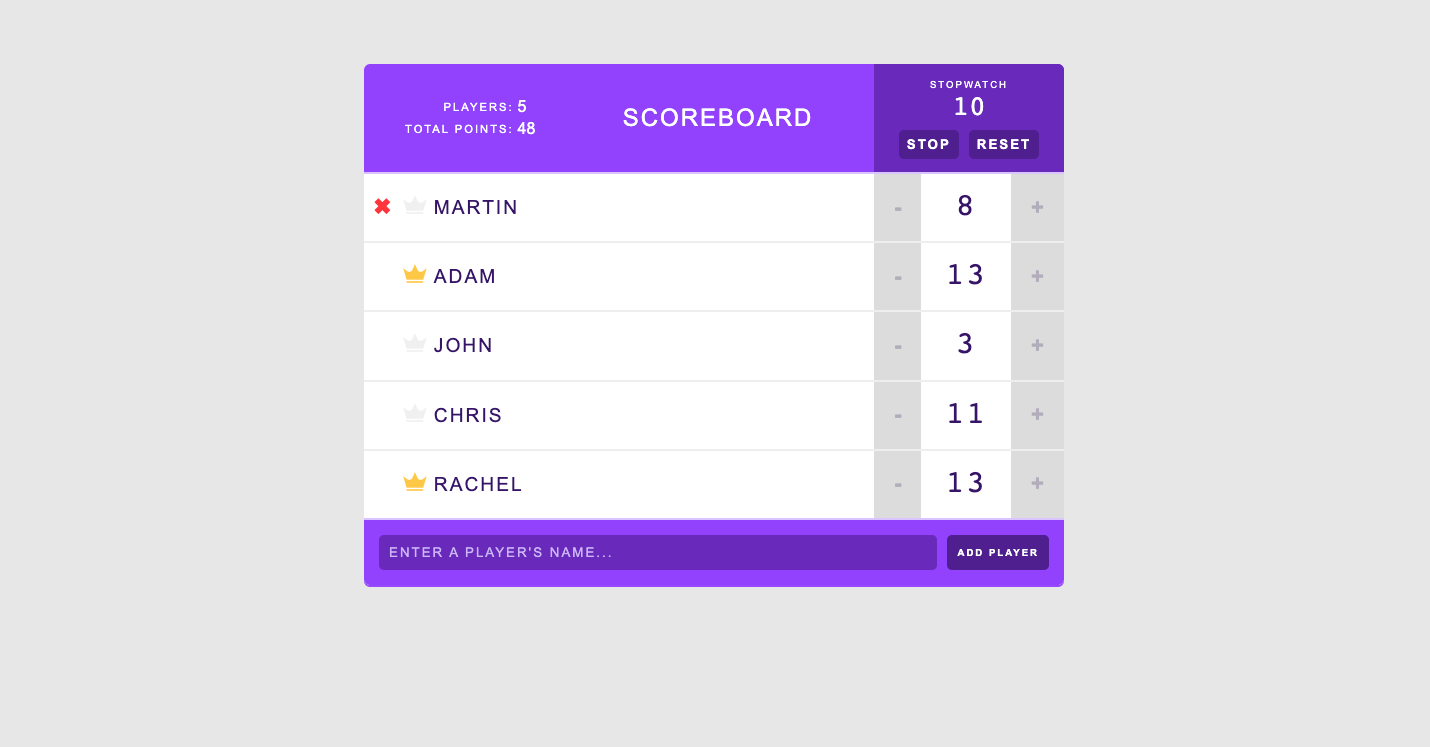 PLAYERS: 5
TOTAL POINTS: 48
SCOREBOARD
STOPWATCH
10
STOP RESET
✖ MARTIN - 8 +
ADAM - 13 +
JOHN - 3 +
CHRIS - 11 +
RACHEL - 13 +
ENTER A PLAYER'S NAME... ADD PLAYER